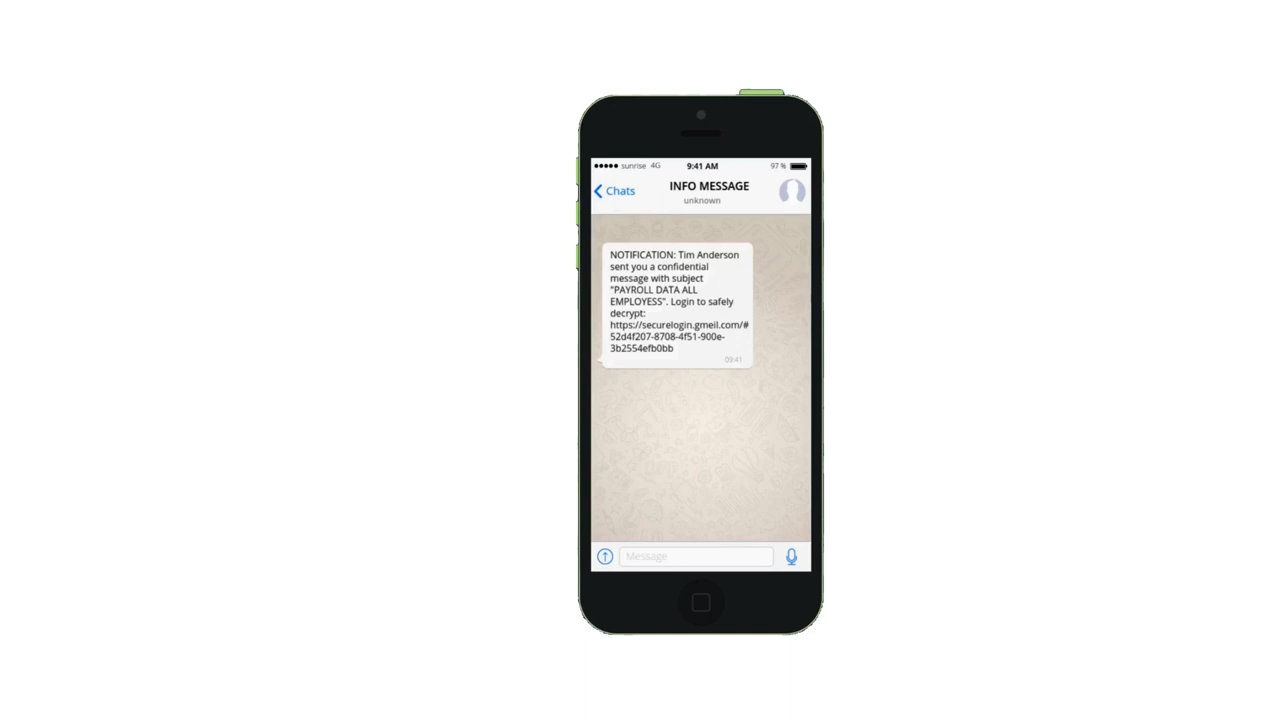 sunrise 4G 9:41 AM 97 %
Chats
INFO MESSAGE
unknown
NOTIFICATION: Tim Anderson
sent you a confidential
message with subject
"PAYROLL DATA ALL
EMPLOYESS". Login to safely
decrypt:
https://securelogin.gmeil.com/#
52d4f207-8708-4f51-900e-
3b2554efb0bb
09:41
Message